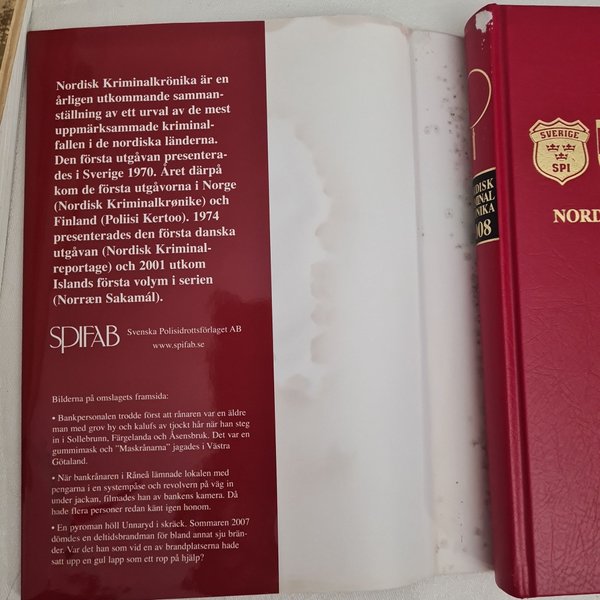 Nordisk Kriminalkrönika är en
årligen utkommande samman-
ställning av ett urval av de mest
uppmärksammade kriminal-
fallen i de nordiska länderna.
Den första utgåvan presentera-
des i Sverige 1970. Året därpå
kom de första utgåvorna i Norge
(Nordisk Kriminalkrønike) och
Finland (Poliisi Kertoo). 1974
presenterades den första danska
utgåvan (Nordisk Kriminal-
reportage) och 2001 utkom
Islands första volym i serien
(Norræn Sakamál).
SPIFAB Svenska Polisidrottsförlaget AB
www.spifab.se
Bilderna på omslagets framsida:
• Bankpersonalen trodde först att rånaren var en äldre
man med grov hy och kalufs av tjockt hår när han steg
in i Sollebrunn, Färgelanda och Åsensbruk. Det var en
gummimask och ”Maskrånarna” jagades i Västra
Götaland.
• När bankrånaren i Råneå lämnade lokalen med
pengarna i en systempåse och revolvern på väg in
under jackan, filmades han av bankens kamera. Då
hade flera personer redan känt igen honom.
• En pyroman höll Unnaryd i skräck. Sommaren 2007
dömdes en deltidsbrandman för bland annat sju brän-
der. Var det han som vid en av brandplatserna hade
satt upp en gul lapp som ett rop på hjälp?
SVERIGE
SPI
NORD